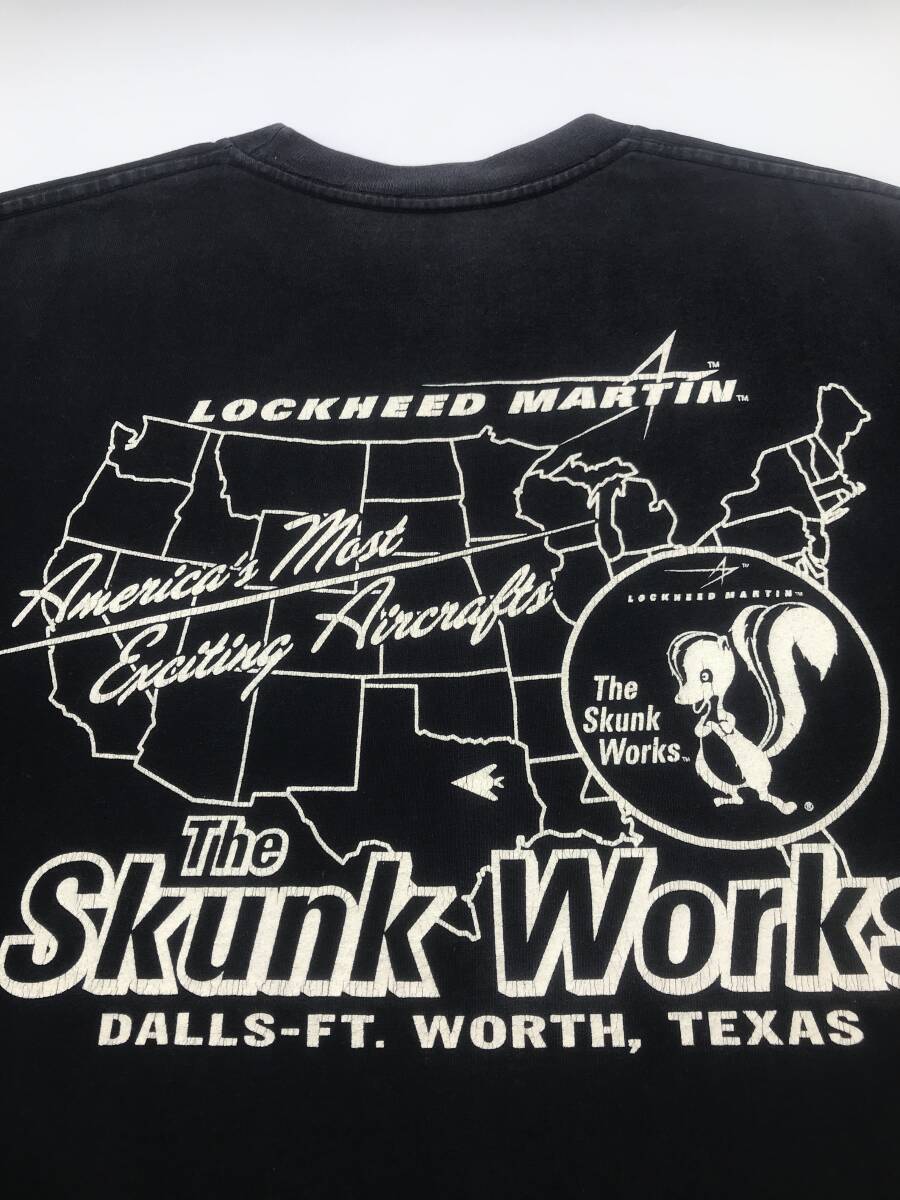 LOCKHEED MARTIN™
America's Most
Exciting Aircrafts
LOCKHEED MARTIN™
The
Skunk
Works™
®
The
Skunk Works
DALLS-FT. WORTH, TEXAS